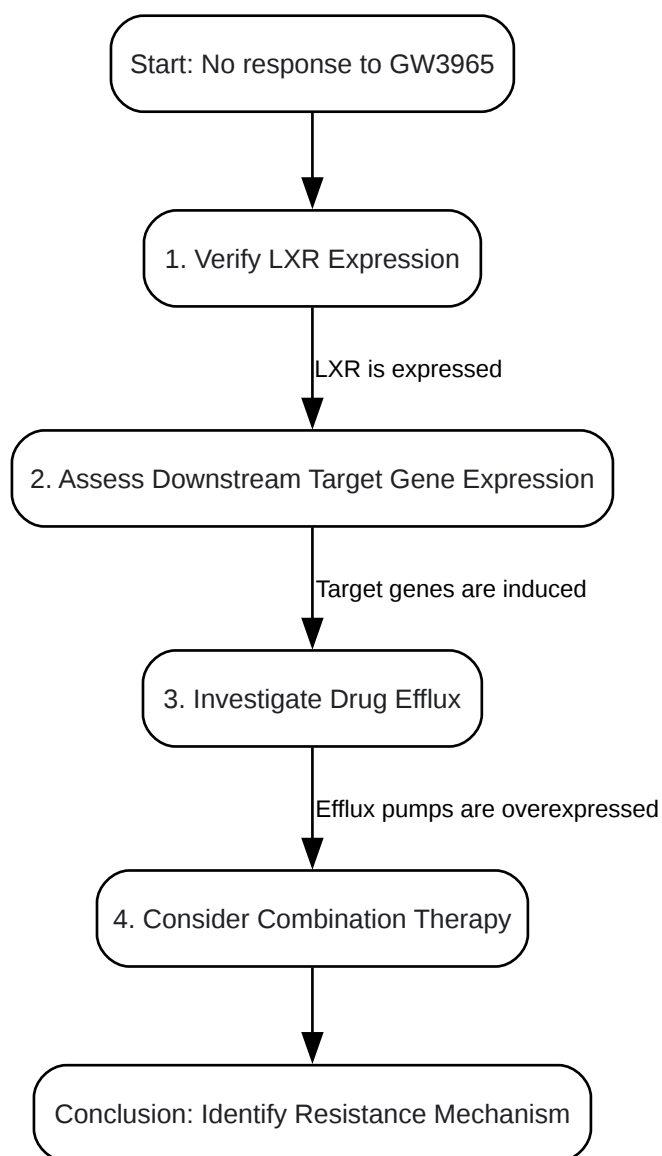 Start: No response to GW3965
1. Verify LXR Expression
LXR is expressed
2. Assess Downstream Target Gene Expression
Target genes are induced
3. Investigate Drug Efflux
Efflux pumps are overexpressed
4. Consider Combination Therapy
Conclusion: Identify Resistance Mechanism